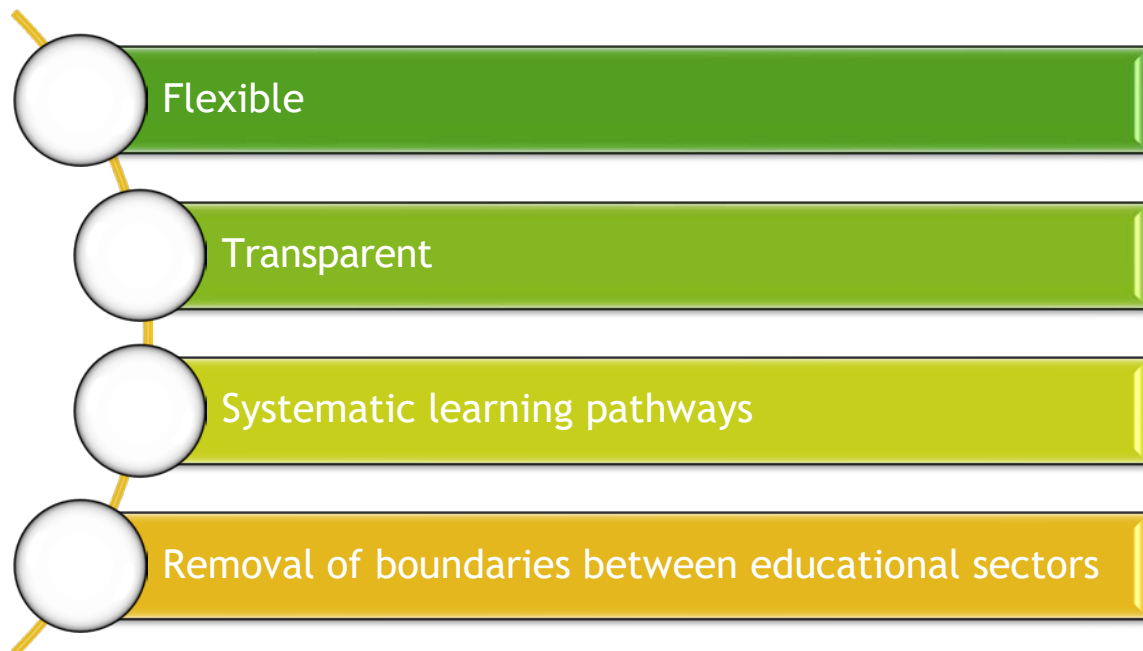 Flexible
Transparent
Systematic learning pathways
Removal of boundaries between educational sectors